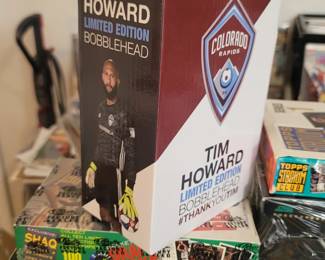 HOWARD
LIMITED EDITION
BOBBLEHEAD
COLORADO
RAPIDS
TIM
HOWARD
LIMITED EDITION
BOBBLEHEAD
#THANKYOUTIM
TOPPS
STADIUM
CLUB
SHAQ